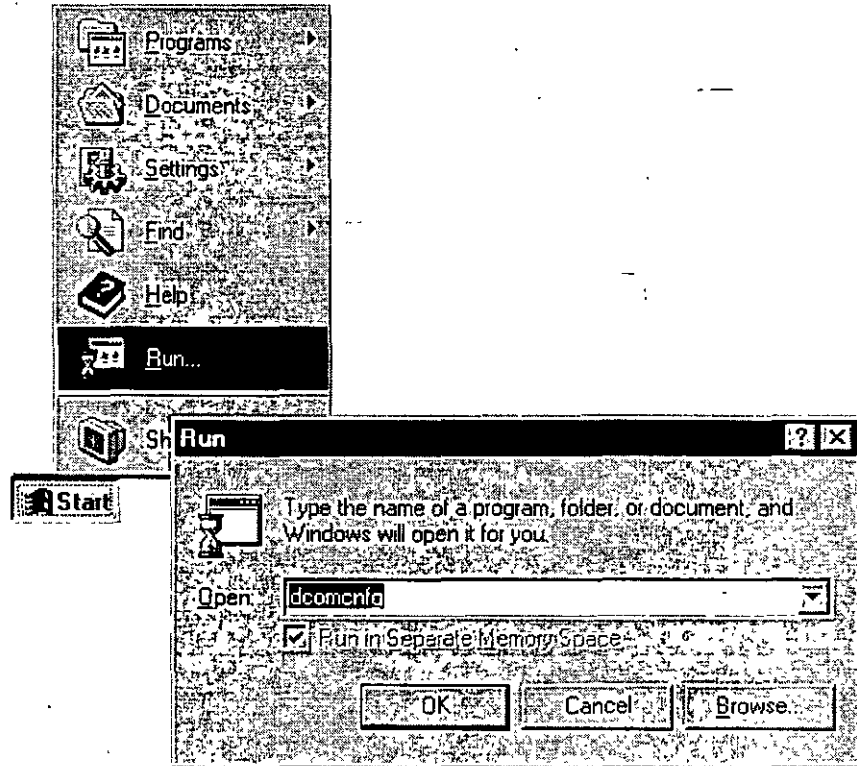 Programs
Documents
Settings
Find
Help
Run...
Sh
Start
Run
Type the name of a program, folder, or document, and
Windows will open it for you.
Open:
dcomcnfg
Run in Separate Memory Space
OK
Cancel
Browse...